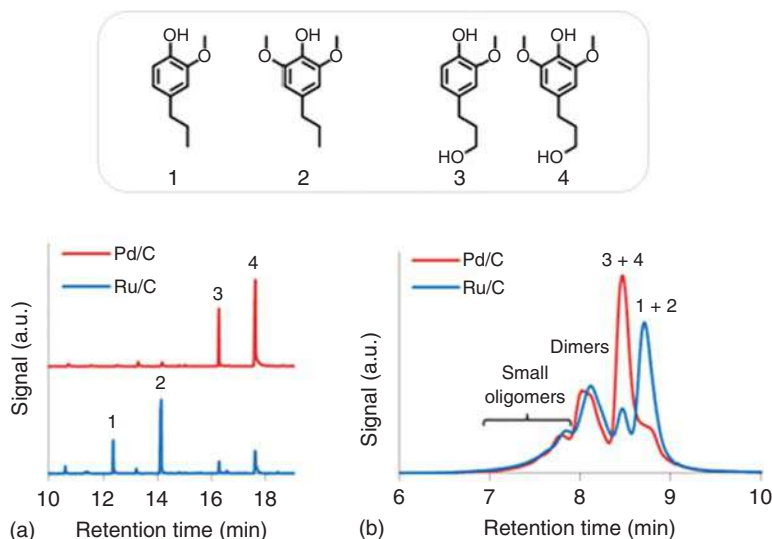 OH OH OH OH
O O O O O O
HO HO
1 2 3 4
Pd/C
Ru/C
4
3
2
1
Signal (a.u.)
10 12 14 16 18
(a) Retention time (min)
Pd/C
Ru/C
3 + 4
1 + 2
Dimers
Small
oligomers
Signal (a.u.)
6 7 8 9 10
(b) Retention time (min)